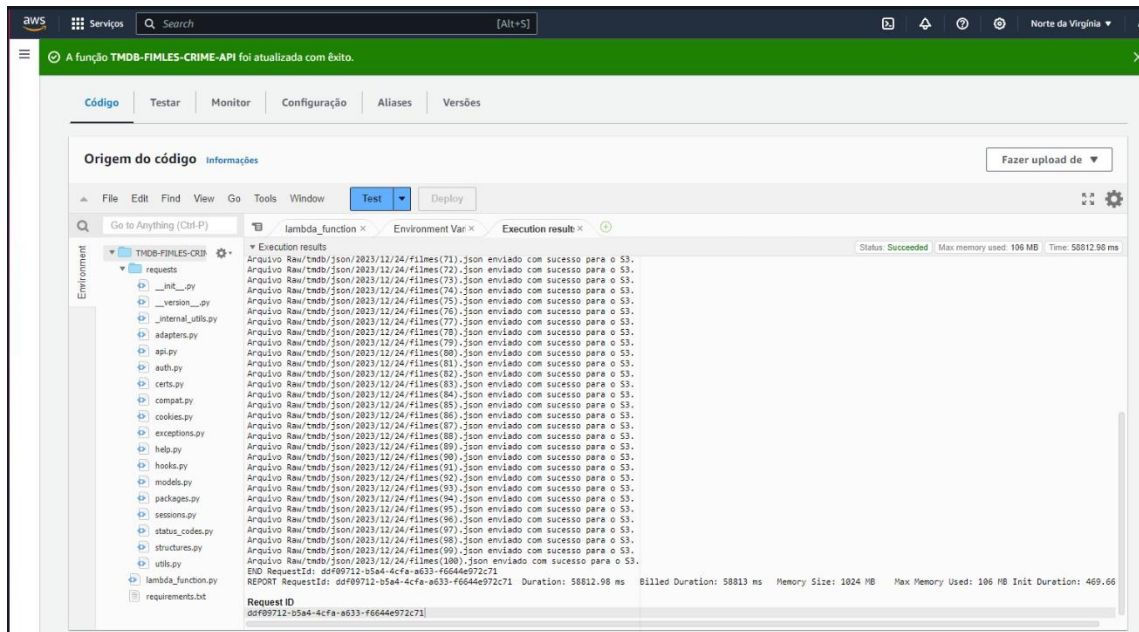 aws Serviços Search [Alt+S] Norte da Virgínia
A função TMDB-FIMLES-CRIME-API foi atualizada com êxito.
Código Testar Monitor Configuração Aliases Versões
Origem do código Informações Fazer upload de
File Edit Find View Go Tools Window Test Deploy
Go to Anything (Ctrl-P) lambda_function × Environment Var × Execution results ×
Environment
TMDB-FIMLES-CRIM
requests
__init__.py
__version__.py
_internal_utils.py
adapters.py
api.py
auth.py
certs.py
compat.py
cookies.py
exceptions.py
help.py
hooks.py
models.py
packages.py
sessions.py
status_codes.py
structures.py
utils.py
lambda_function.py
requirements.txt
Execution results Status: Succeeded Max memory used: 106 MB Time: 58812.98 ms
Arquivo Raw/tmdb/json/2023/12/24/filmes(71).json enviado com sucesso para o S3.
Arquivo Raw/tmdb/json/2023/12/24/filmes(72).json enviado com sucesso para o S3.
Arquivo Raw/tmdb/json/2023/12/24/filmes(73).json enviado com sucesso para o S3.
Arquivo Raw/tmdb/json/2023/12/24/filmes(74).json enviado com sucesso para o S3.
Arquivo Raw/tmdb/json/2023/12/24/filmes(75).json enviado com sucesso para o S3.
Arquivo Raw/tmdb/json/2023/12/24/filmes(76).json enviado com sucesso para o S3.
Arquivo Raw/tmdb/json/2023/12/24/filmes(77).json enviado com sucesso para o S3.
Arquivo Raw/tmdb/json/2023/12/24/filmes(78).json enviado com sucesso para o S3.
Arquivo Raw/tmdb/json/2023/12/24/filmes(79).json enviado com sucesso para o S3.
Arquivo Raw/tmdb/json/2023/12/24/filmes(80).json enviado com sucesso para o S3.
Arquivo Raw/tmdb/json/2023/12/24/filmes(81).json enviado com sucesso para o S3.
Arquivo Raw/tmdb/json/2023/12/24/filmes(82).json enviado com sucesso para o S3.
Arquivo Raw/tmdb/json/2023/12/24/filmes(83).json enviado com sucesso para o S3.
Arquivo Raw/tmdb/json/2023/12/24/filmes(84).json enviado com sucesso para o S3.
Arquivo Raw/tmdb/json/2023/12/24/filmes(85).json enviado com sucesso para o S3.
Arquivo Raw/tmdb/json/2023/12/24/filmes(86).json enviado com sucesso para o S3.
Arquivo Raw/tmdb/json/2023/12/24/filmes(87).json enviado com sucesso para o S3.
Arquivo Raw/tmdb/json/2023/12/24/filmes(88).json enviado com sucesso para o S3.
Arquivo Raw/tmdb/json/2023/12/24/filmes(89).json enviado com sucesso para o S3.
Arquivo Raw/tmdb/json/2023/12/24/filmes(90).json enviado com sucesso para o S3.
Arquivo Raw/tmdb/json/2023/12/24/filmes(91).json enviado com sucesso para o S3.
Arquivo Raw/tmdb/json/2023/12/24/filmes(92).json enviado com sucesso para o S3.
Arquivo Raw/tmdb/json/2023/12/24/filmes(93).json enviado com sucesso para o S3.
Arquivo Raw/tmdb/json/2023/12/24/filmes(94).json enviado com sucesso para o S3.
Arquivo Raw/tmdb/json/2023/12/24/filmes(95).json enviado com sucesso para o S3.
Arquivo Raw/tmdb/json/2023/12/24/filmes(96).json enviado com sucesso para o S3.
Arquivo Raw/tmdb/json/2023/12/24/filmes(97).json enviado com sucesso para o S3.
Arquivo Raw/tmdb/json/2023/12/24/filmes(98).json enviado com sucesso para o S3.
Arquivo Raw/tmdb/json/2023/12/24/filmes(99).json enviado com sucesso para o S3.
Arquivo Raw/tmdb/json/2023/12/24/filmes(100).json enviado com sucesso para o S3.
END RequestId: ddf09712-b5a4-4cfa-a633-f6644e972c71
REPORT RequestId: ddf09712-b5a4-4cfa-a633-f6644e972c71 Duration: 58812.98 ms Billed Duration: 58813 ms Memory Size: 1024 MB Max Memory Used: 106 MB Init Duration: 469.66
Request ID
ddf09712-b5a4-4cfa-a633-f6644e972c71